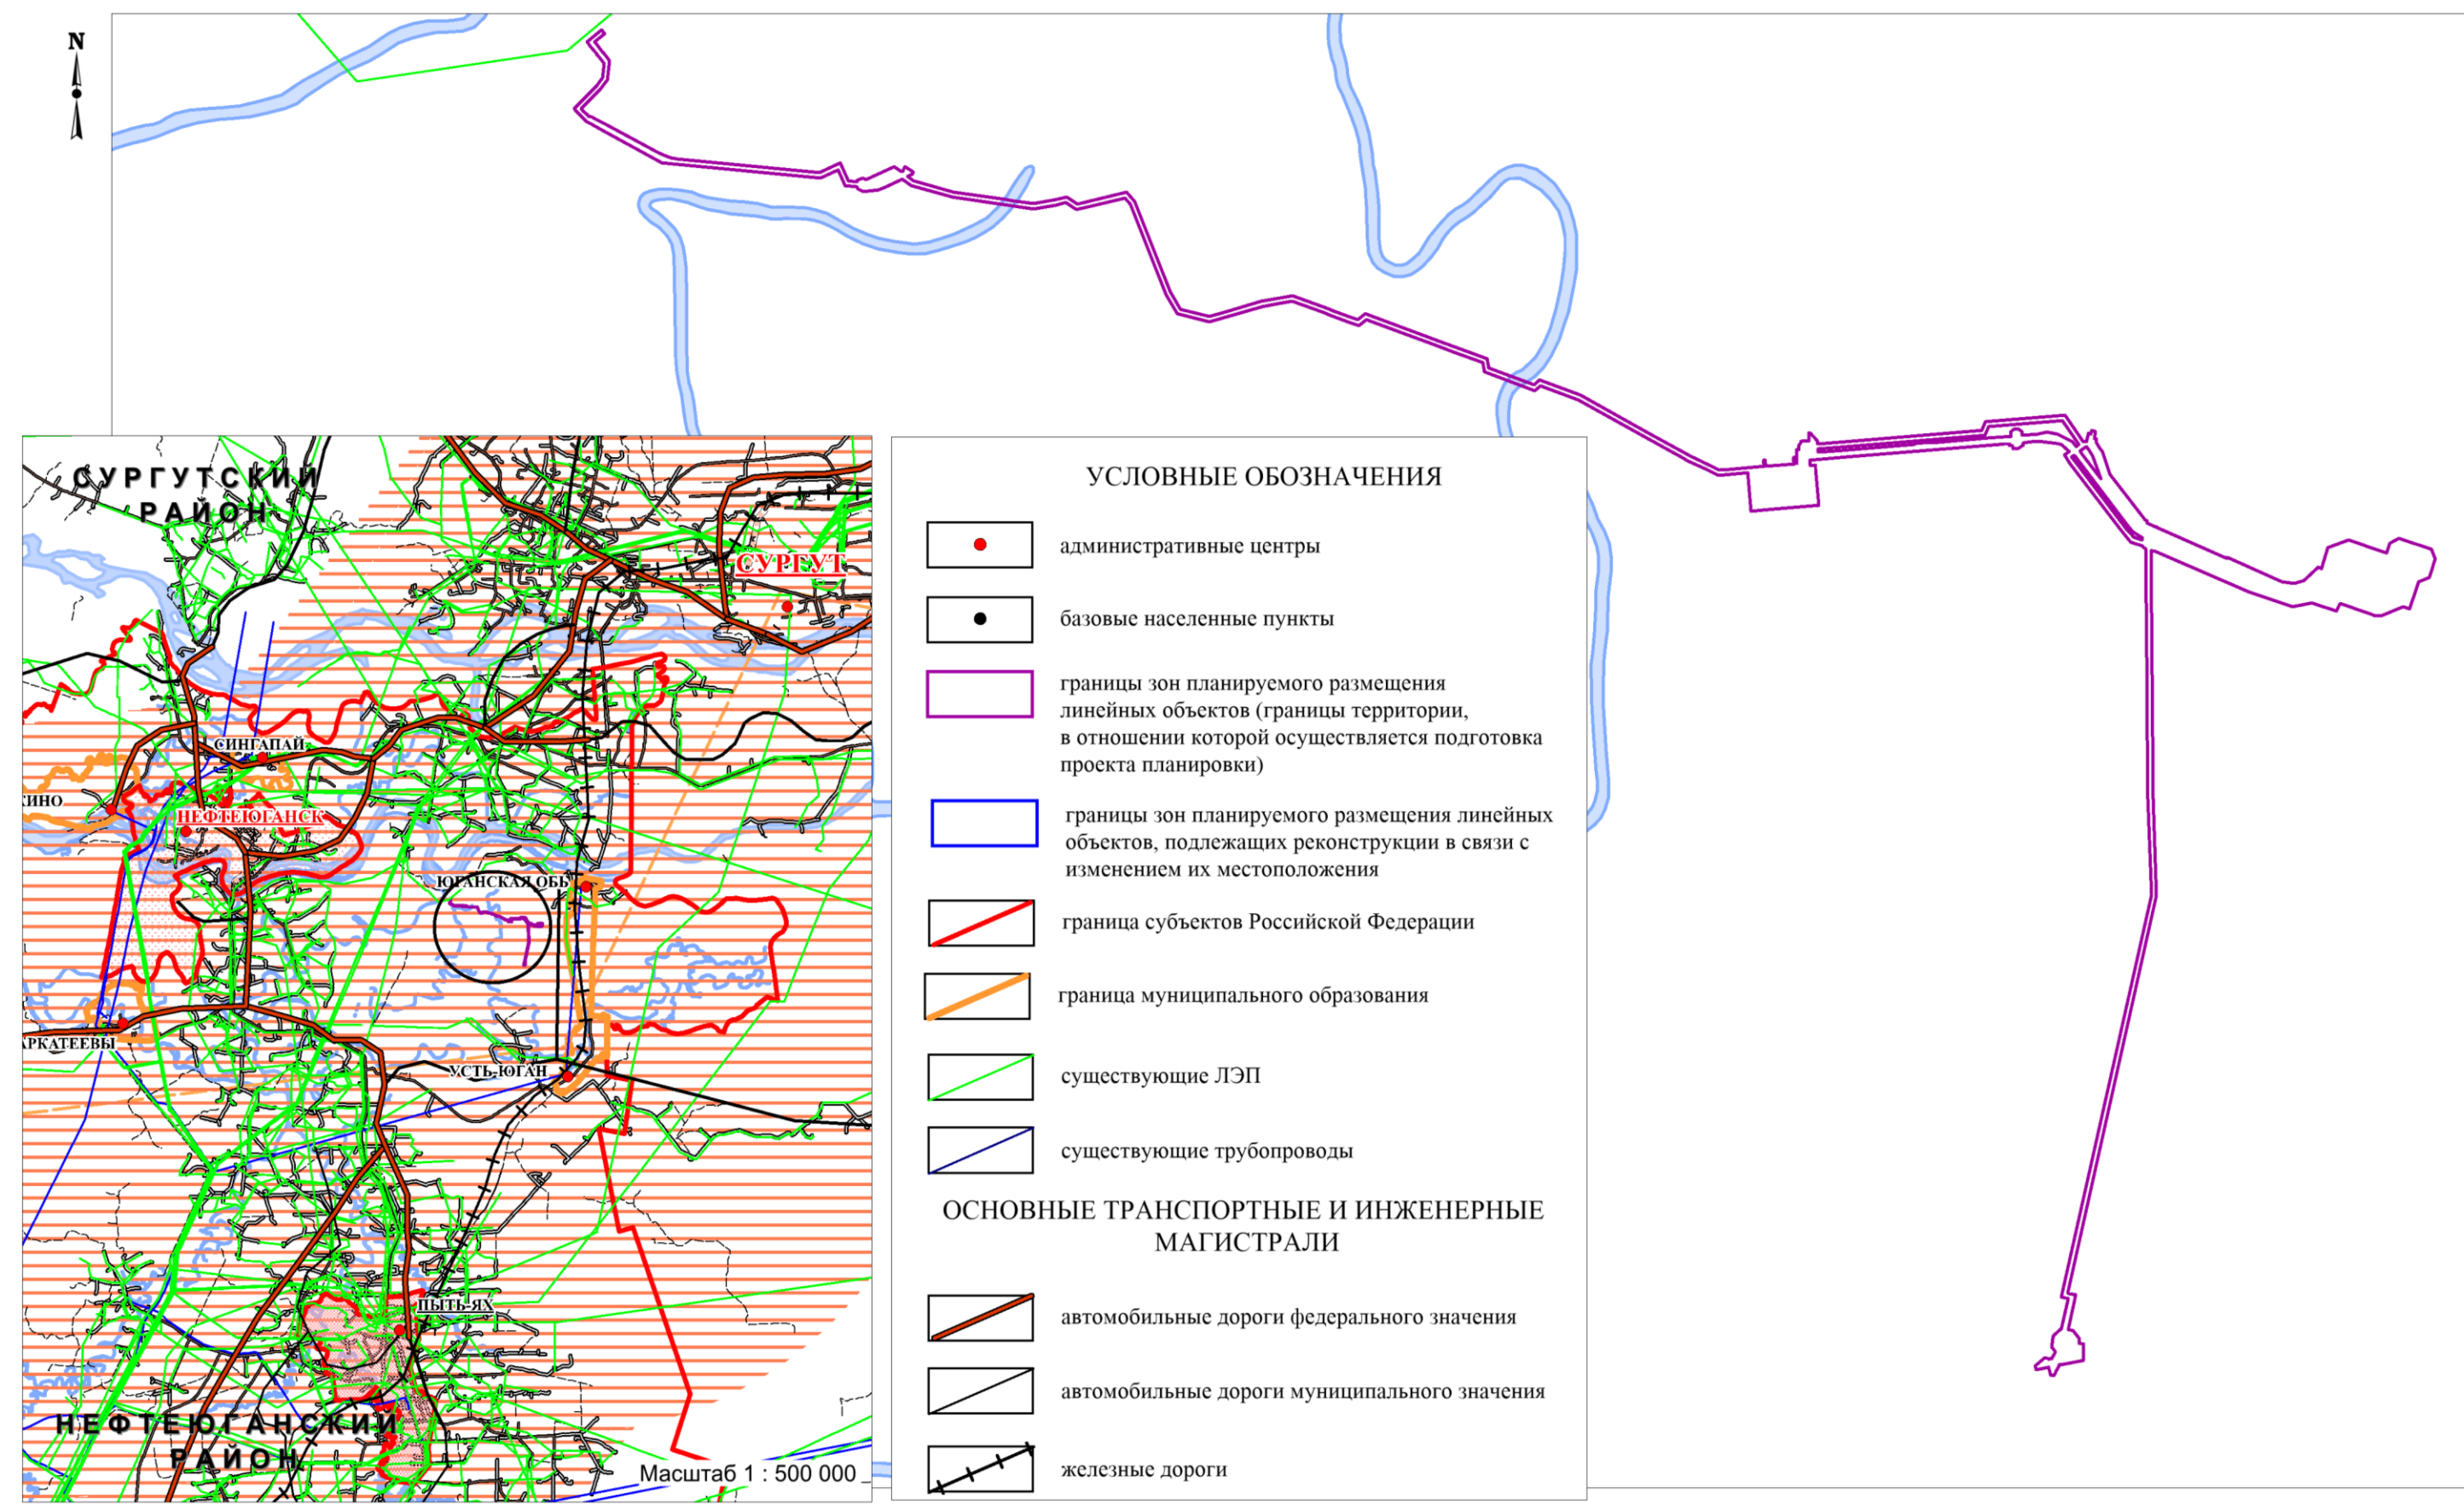 N
СУРГУТСКИЙ
РАЙОН
СУРГУТ
СИНГАПАЙ
КИНО
НЕФТЕЮГАНСК
ЮГАНСКАЯ ОБЬ
АРКАТЕЕВЫ
УСТЬ-ЮГАН
ПЫТЬ-ЯХ
НЕФТЕЮГАНСКИЙ
РАЙОН
Масштаб 1 : 500 000
УСЛОВНЫЕ ОБОЗНАЧЕНИЯ
административные центры
базовые населенные пункты
границы зон планируемого размещения
линейных объектов (границы территории,
в отношении которой осуществляется подготовка
проекта планировки)
границы зон планируемого размещения линейных
объектов, подлежащих реконструкции в связи с
изменением их местоположения
граница субъектов Российской Федерации
граница муниципального образования
существующие ЛЭП
существующие трубопроводы
ОСНОВНЫЕ ТРАНСПОРТНЫЕ И ИНЖЕНЕРНЫЕ
МАГИСТРАЛИ
автомобильные дороги федерального значения
автомобильные дороги муниципального значения
железные дороги